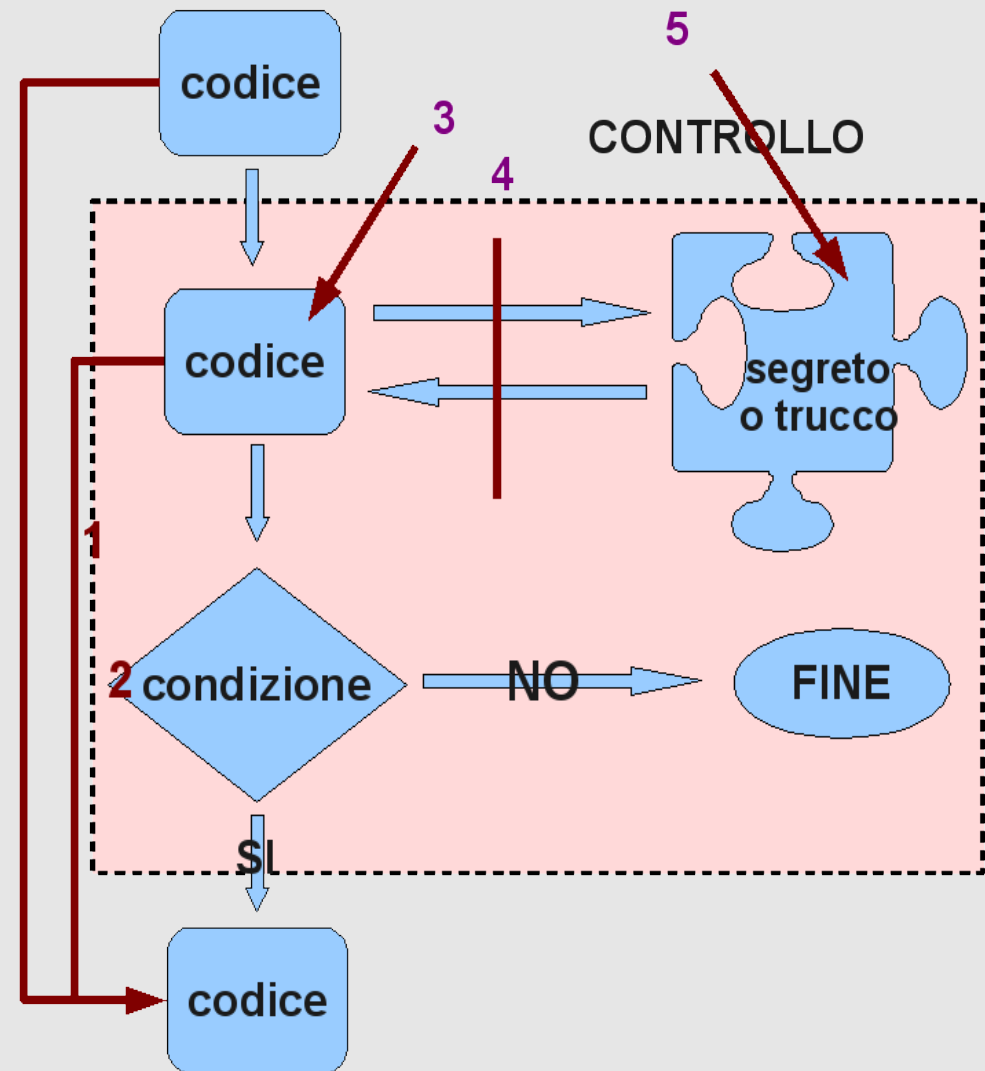 codice
5
3
CONTROLLO
4
codice
segreto
o trucco
1
2
condizione
NO
FINE
SI
codice